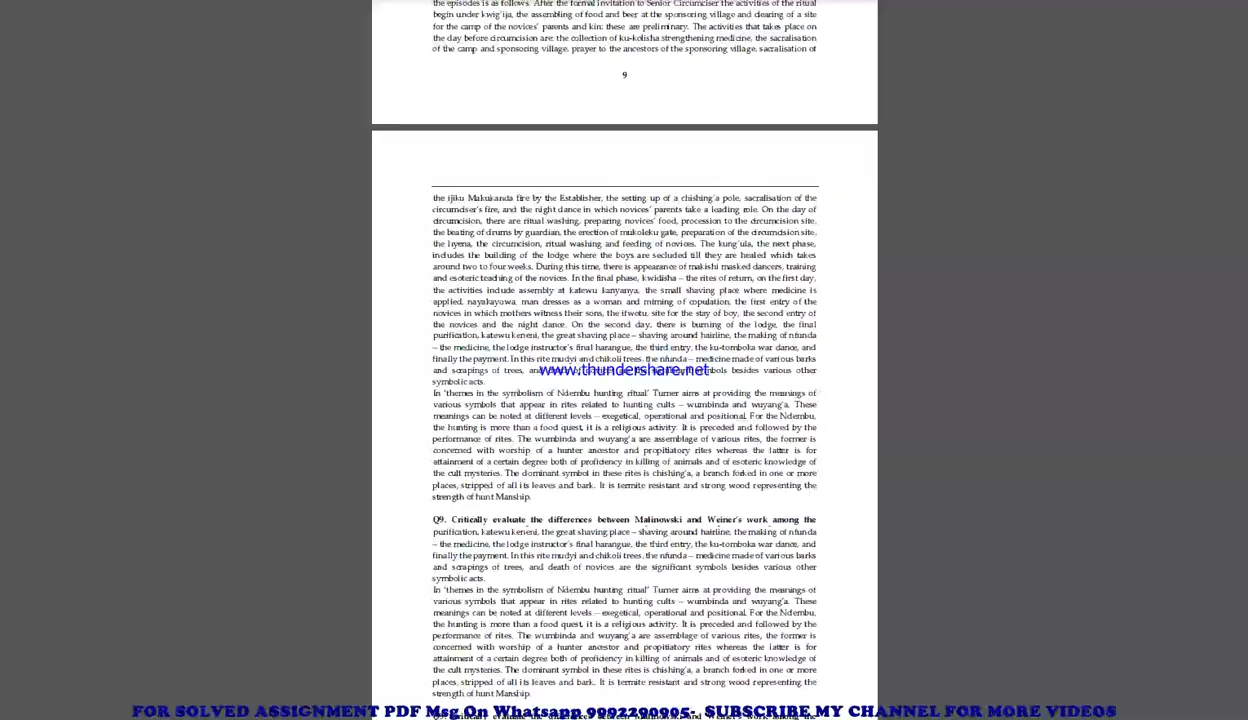 the episodes is as follows. After the formal invitation to Senior Circumciser the activities of the ritual
begin under kwig'ija, the assembling of food and beer at the sponsoring village and clearing of a site
for the camp of the novices' parents and kin: these are preliminary. The activities that take place on
the day before circumcision are: the collection of ku-kolisha strengthening medicine, the sacralisation
of the camp and sponsoring village, prayer to the ancestors of the sponsoring village, sacralisation of
9
the ijiku Makukanda fire by the Establisher, the setting up of a chishing'a pole, sacralisation of the
circumciser's fire, and the night dance in which novices' parents take a leading role. On the day of
circumcision, there are ritual washing, preparing novices' food, procession to the circumcision site,
the beating of drums by guardian, the erection of mukoleku gate, preparation of the circumcision site,
the hyena, the circumcision, ritual washing and feeding of novices. The kung'ula, the next phase,
includes the building of the lodge where the boys are secluded till they are healed which takes
around two to four weeks. During this time, there is appearance of makishi masked dancers, training
and esoteric teaching of the novices. In the final phase, kwidisha – the rites of return, on the first day,
the activities include assembly at katewu kanyanya, the small shaving place where medicine is
applied, nayakayowa, man dresses as a woman and miming of copulation, the first entry of the
novices in which mothers witness their sons, the ifwotu, site for the stay of boy, the second entry of
the novices and the night dance. On the second day, there is burning of the lodge, the final
purification, katewu keneni, the great shaving place – shaving around hairline, the making of nfunda
– the medicine, the lodge instructor's final harangue, the third entry, the ku-tomboka war dance, and
finally the payment. In this rite mudyi and chikoli trees, the nfunda – medicine made of various barks
and scrapings of trees, and symbols besides various other
www.thundershare.net
symbolic acts.
In 'themes in the symbolism of Ndembu hunting ritual' Turner aims at providing the meanings of
various symbols that appear in rites related to hunting cults – wumbinda and wuyang'a. These
meanings can be noted at different levels – exegetical, operational and positional. For the Ndembu,
the hunting is more than a food quest, it is a religious activity. It is preceded and followed by the
performance of rites. The wumbinda and wuyang'a are assemblage of various rites, the former is
concerned with worship of a hunter ancestor and propitiatory rites whereas the latter is for
attainment of a certain degree both of proficiency in killing of animals and of esoteric knowledge of
the cult mysteries. The dominant symbol in these rites is chishing'a, a branch forked in one or more
places, stripped of all its leaves and bark. It is termite resistant and strong wood representing the
strength of hunt Manship.
Q9. Critically evaluate the differences between Malinowski and Weiner's work among the
purification, katewu keneni, the great shaving place – shaving around hairline, the making of nfunda
– the medicine, the lodge instructor's final harangue, the third entry, the ku-tomboka war dance, and
finally the payment. In this rite mudyi and chikoli trees, the nfunda – medicine made of various barks
and scrapings of trees, and death of novices are the significant symbols besides various other
symbolic acts.
In 'themes in the symbolism of Ndembu hunting ritual' Turner aims at providing the meanings of
various symbols that appear in rites related to hunting cults – wumbinda and wuyang'a. These
meanings can be noted at different levels – exegetical, operational and positional. For the Ndembu,
the hunting is more than a food quest, it is a religious activity. It is preceded and followed by the
performance of rites. The wumbinda and wuyang'a are assemblage of various rites, the former is
concerned with worship of a hunter ancestor and propitiatory rites whereas the latter is for
attainment of a certain degree both of proficiency in killing of animals and of esoteric knowledge of
the cult mysteries. The dominant symbol in these rites is chishing'a, a branch forked in one or more
places, stripped of all its leaves and bark. It is termite resistant and strong wood representing the
strength of hunt Manship.
FOR SOLVED ASSIGNMENT PDF Msg On Whatsapp 9992290905- SUBSCRIBE MY CHANNEL FOR MORE VIDEOS